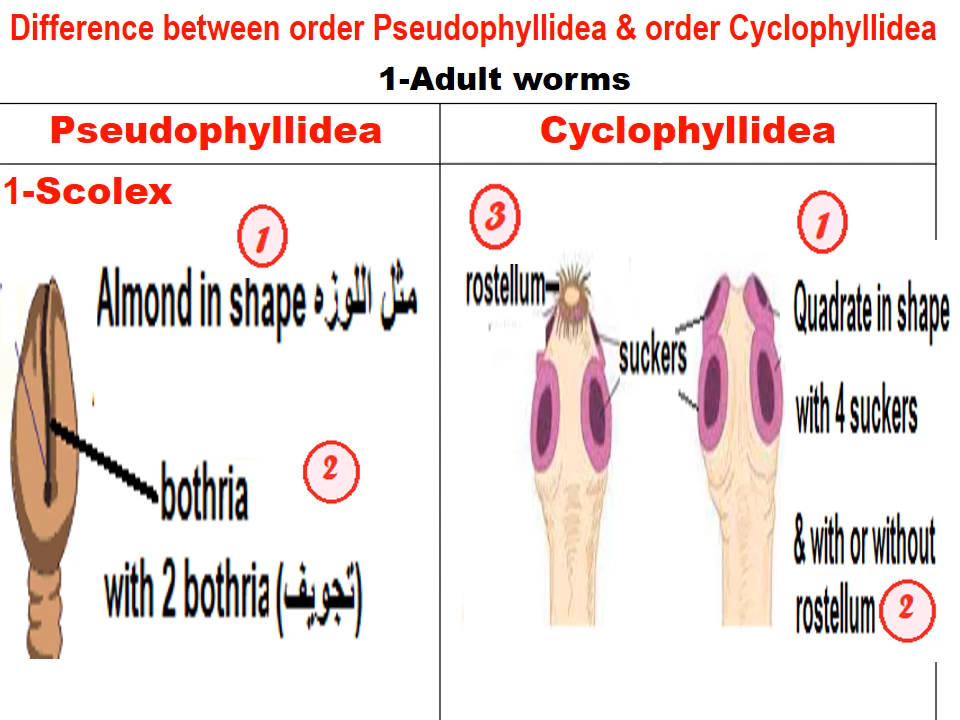 Difference between order Pseudophyllidea & order Cyclophyllidea
1-Adult worms
Pseudophyllidea
Cyclophyllidea
1-Scolex
1
Almond in shape مثل اللوزه
2
bothria
with 2 bothria (تجويف)
3
rostellum
suckers
1
Quadrate in shape
with 4 suckers
& with or without
rostellum 2